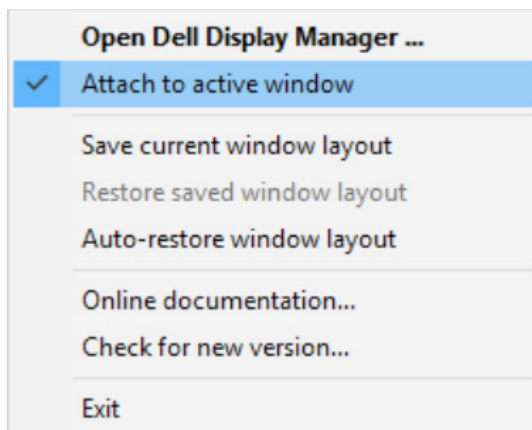 Open Dell Display Manager ...
Attach to active window
Save current window layout
Restore saved window layout
Auto-restore window layout
Online documentation...
Check for new version...
Exit